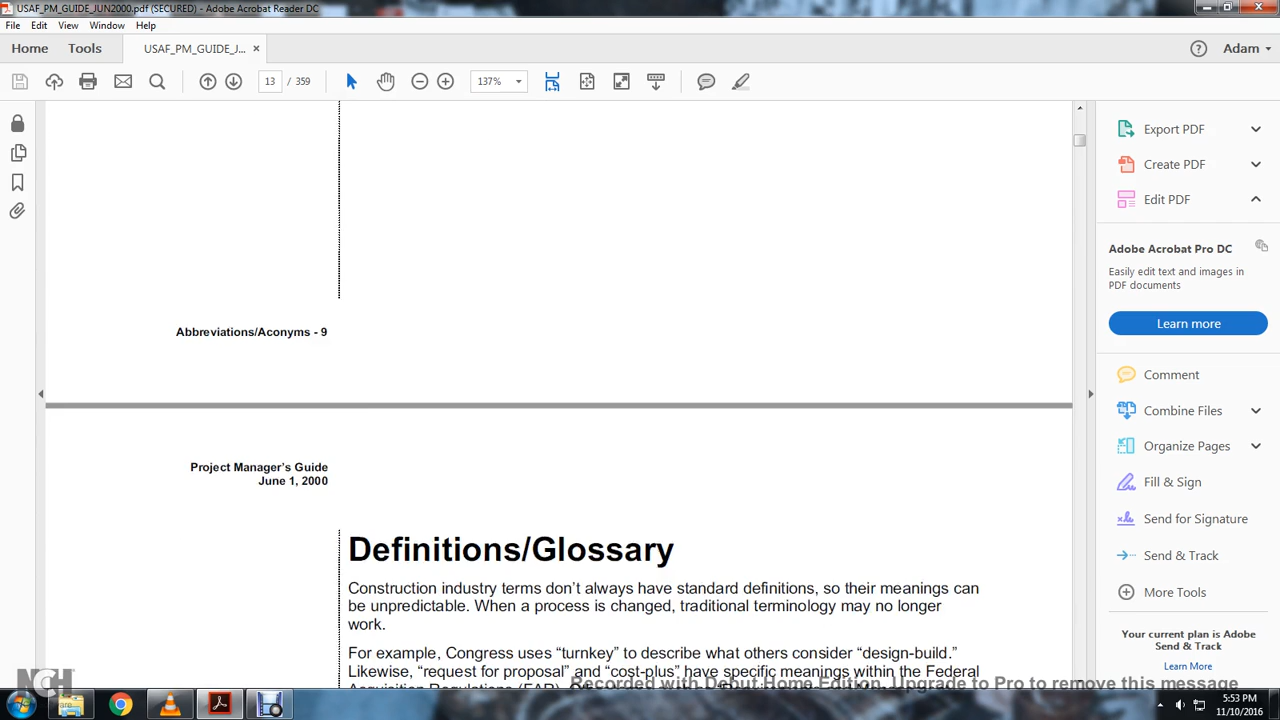 USAF_PM_GUIDE_JUN2000.pdf (SECURED) - Adobe Acrobat Reader DC
File Edit View Window Help
Home Tools USAF_PM_GUIDE_J... × Adam
13 / 359 137%
Export PDF
Create PDF
Edit PDF
Adobe Acrobat Pro DC
Easily edit text and images in
PDF documents
Learn more
Comment
Combine Files
Organize Pages
Fill & Sign
Send for Signature
Send & Track
More Tools
Your current plan is Adobe
Send & Track
Learn More
Abbreviations/Aconyms - 9
Project Manager’s Guide
June 1, 2000
Definitions/Glossary
Construction industry terms don’t always have standard definitions, so their meanings can
be unpredictable. When a process is changed, traditional terminology may no longer
work.
For example, Congress uses “turnkey” to describe what others consider “design-build.”
Likewise, “request for proposal” and “cost-plus” have specific meanings within the Federal
Recorded with Debut Home Edition. Upgrade to Pro to remove this message
NCH
5:53 PM
11/10/2016